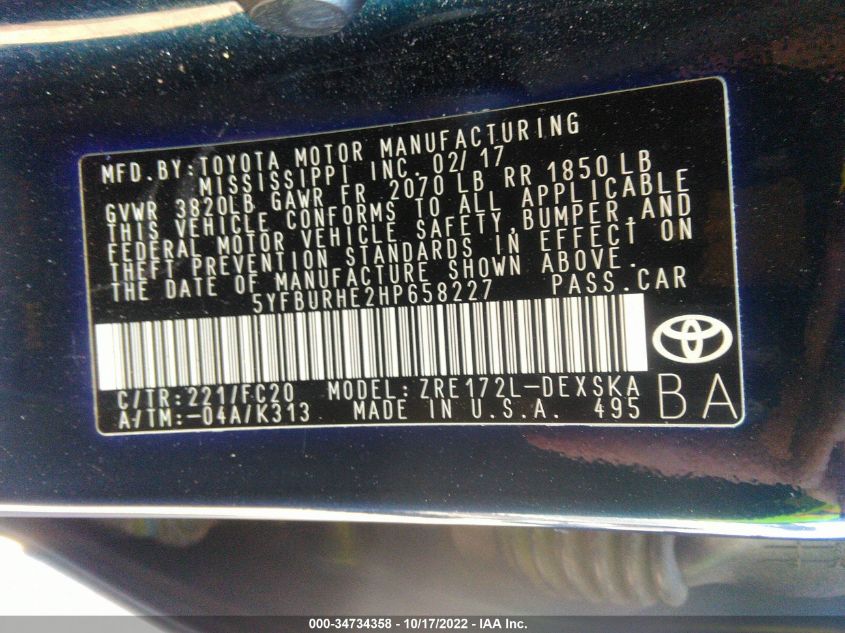 MFD.BY:TOYOTA MOTOR MANUFACTURING
MISSISSIPPI INC. 02/17
GVWR 3820LB GAWR FR 2070 LB RR 1850LB
THIS VEHICLE CONFORMS TO ALL APPLICABLE
FEDERAL MOTOR VEHICLE SAFETY,BUMPER,AND
THEFT PREVENTION STANDARDS IN EFFECT ON
THE DATE OF MANUFACTURE SHOWN ABOVE.
5YFBURHE2HP658227 PASS.CAR
C/TR:221/FC20 MODEL:ZRE172L-DEXSKA
A/TM:-04A/K313 MADE IN U.S.A. 495 BA
000-34734358 - 10/17/2022 - IAA Inc.